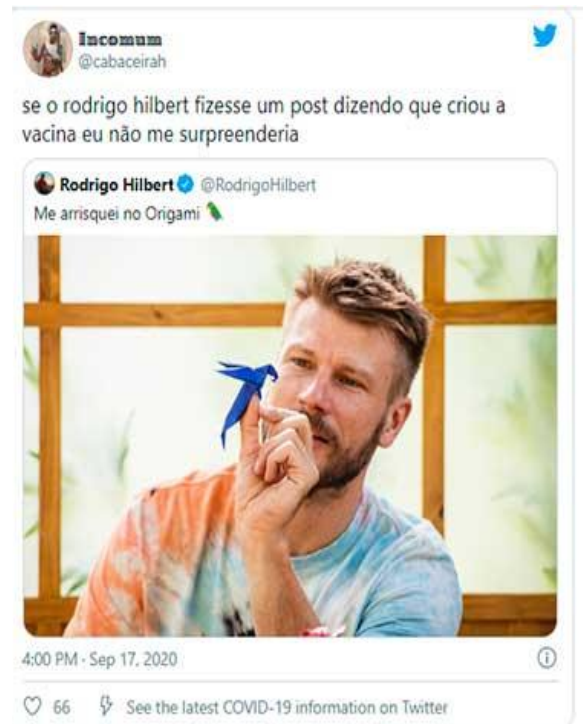 Incomum
@cabaceirah
se o rodrigo hilbert fizesse um post dizendo que criou a
vacina eu não me surpreenderia
Rodrigo Hilbert @RodrigoHilbert
Me arrisquei no Origami
4:00 PM - Sep 17, 2020
66 See the latest COVID-19 information on Twitter